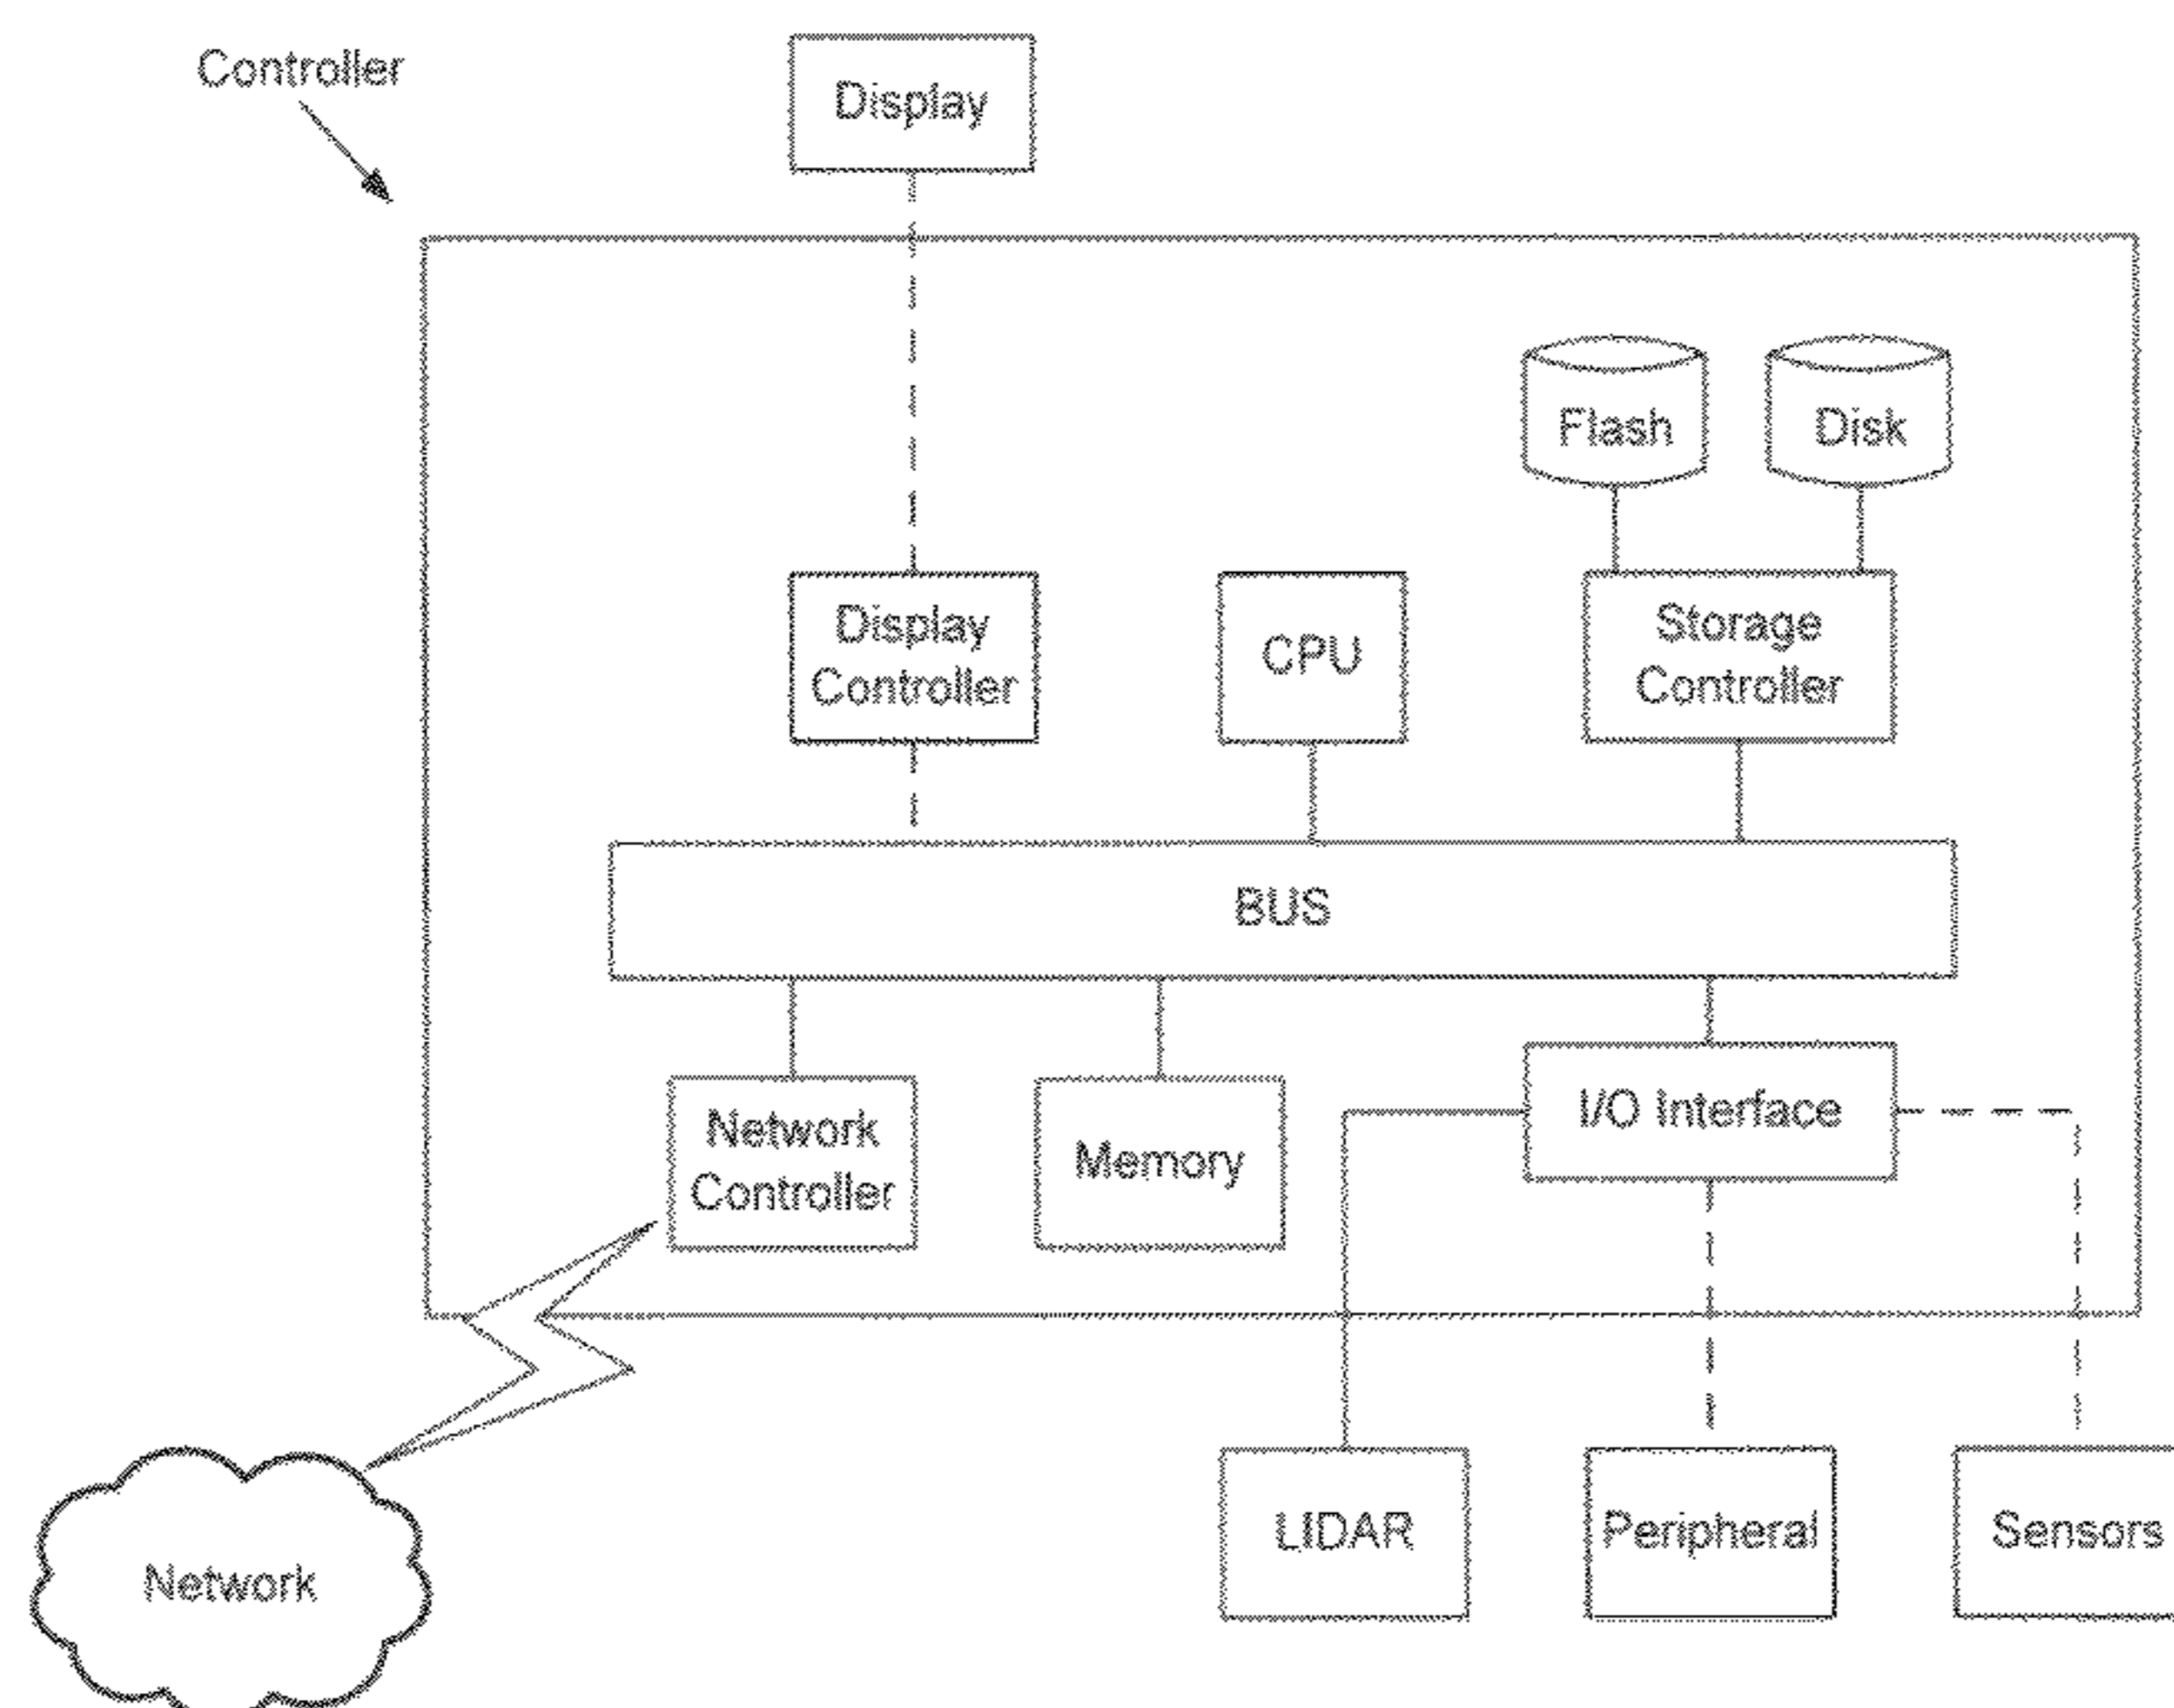 Controller
Display
Flash
Disk
Display
Controller
CPU
Storage
Controller
BUS
Network
Controller
Memory
I/O Interface
LIDAR
Peripheral
Sensors
Network